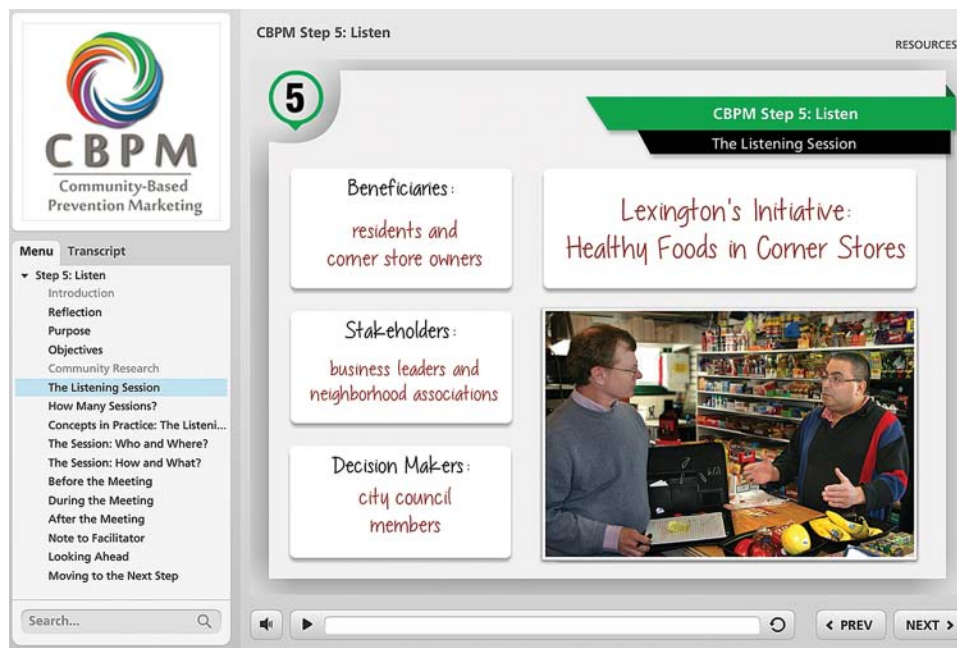 CBPM
Community-Based
Prevention Marketing
Menu Transcript
Step 5: Listen
Introduction
Reflection
Purpose
Objectives
Community Research
The Listening Session
How Many Sessions?
Concepts in Practice: The Listeni...
The Session: Who and Where?
The Session: How and What?
Before the Meeting
During the Meeting
After the Meeting
Note to Facilitator
Looking Ahead
Moving to the Next Step
Search...
CBPM Step 5: Listen
RESOURCES
5
CBPM Step 5: Listen
The Listening Session
Beneficiaries:
residents and
corner store owners
Stakeholders:
business leaders and
neighborhood associations
Decision Makers:
city council
members
Lexington's Initiative:
Healthy Foods in Corner Stores
< PREV
NEXT >